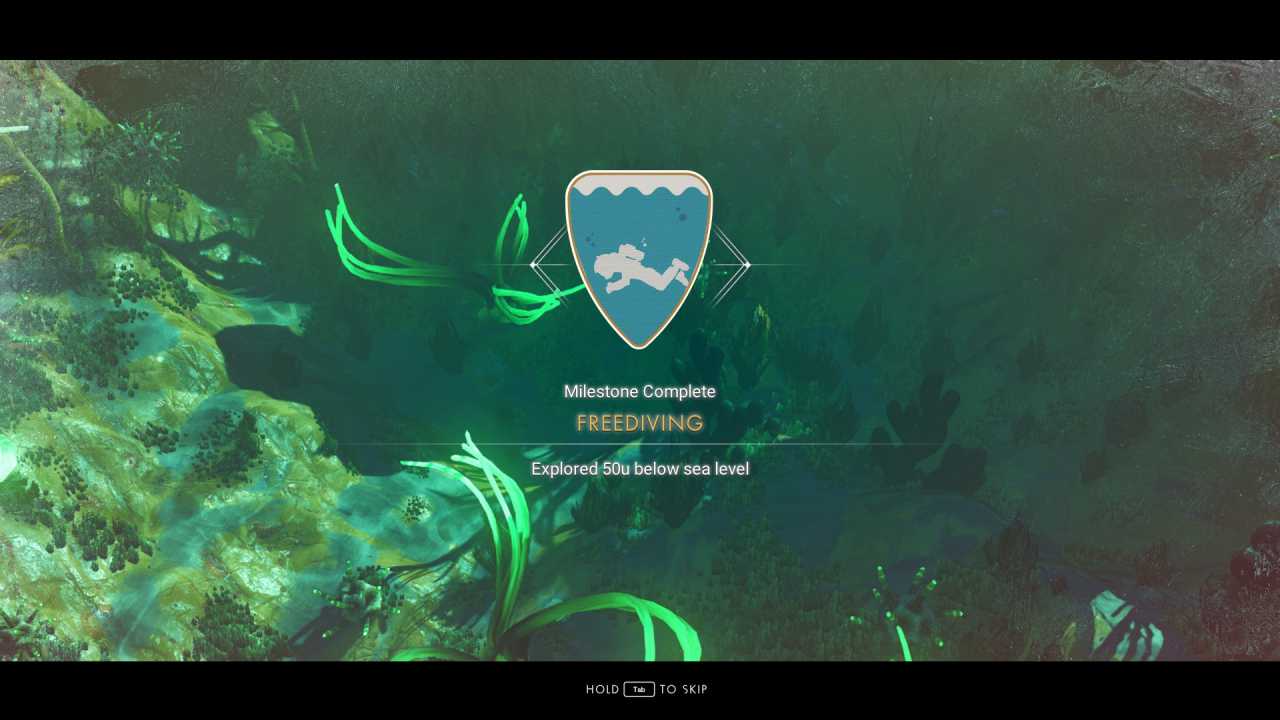 Milestone Complete
FREEDIVING
Explored 50u below sea level
HOLD Tab TO SKIP